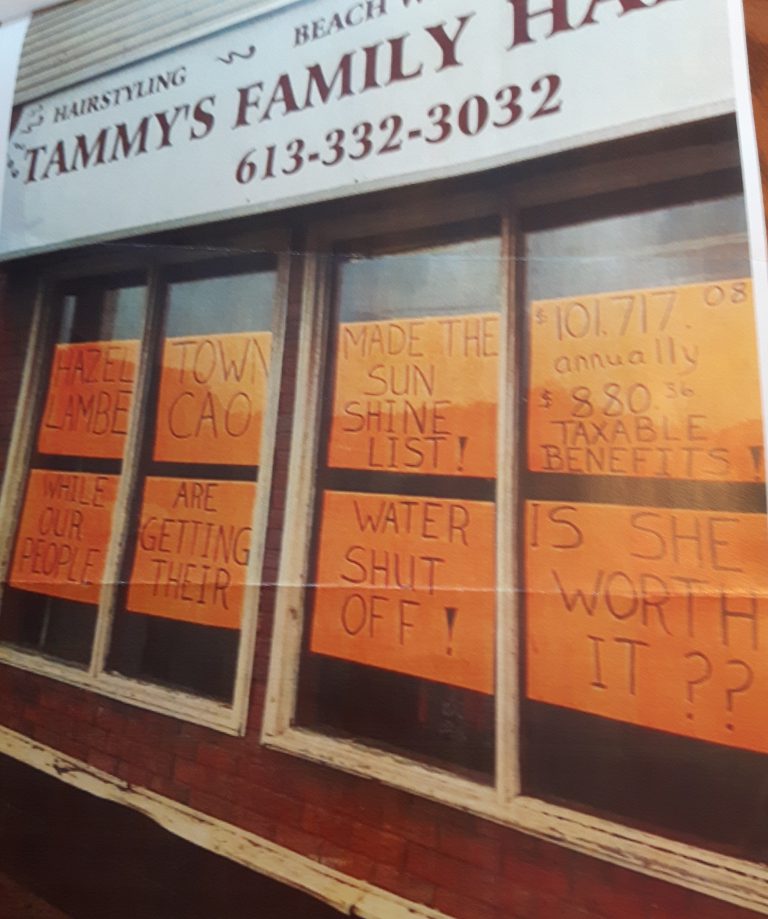 HAIRSTYLING
BEACH
TAMMY'S FAMILY
613-332-3032
HAZEL
LAMBE
TOWN
CAO
MADE THE
SUN
SHINE
LIST!
$101,717.08
annually
$880.36
TAXABLE
BENEFITS!
WHILE
OUR
PEOPLE
ARE
GETTING
THEIR
WATER
SHUT
OFF!
IS SHE
WORTH
IT ??